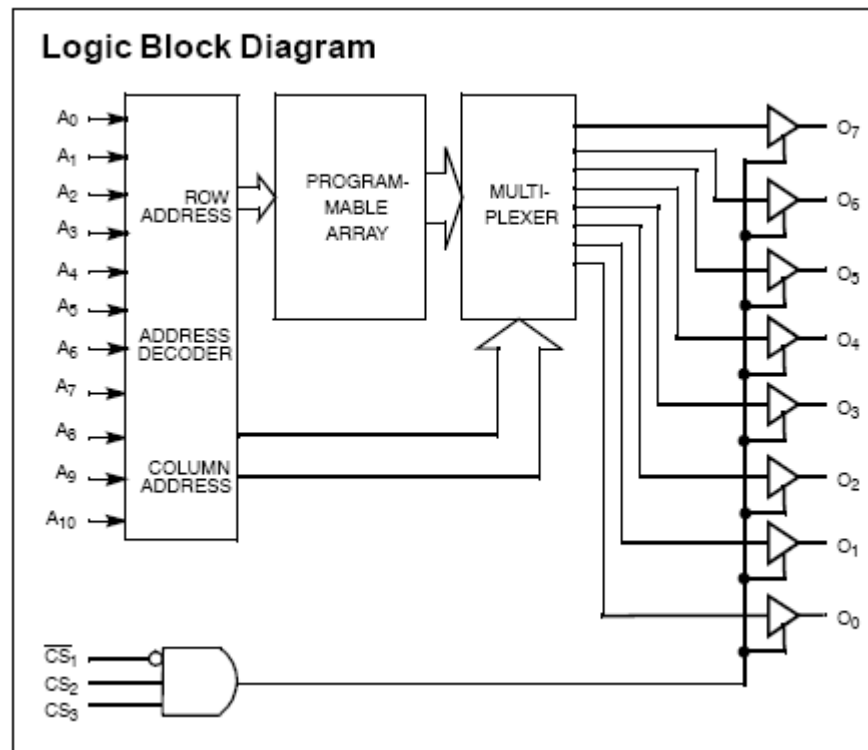 Logic Block Diagram
A0
A1
A2
A3
A4
A5
A6
A7
A8
A9
A10
ROW
ADDRESS
ADDRESS
DECODER
COLUMN
ADDRESS
PROGRAM-
MABLE
ARRAY
MULTI-
PLEXER
O7
O6
O5
O4
O3
O2
O1
O0
C̅S̅1
CS2
CS3